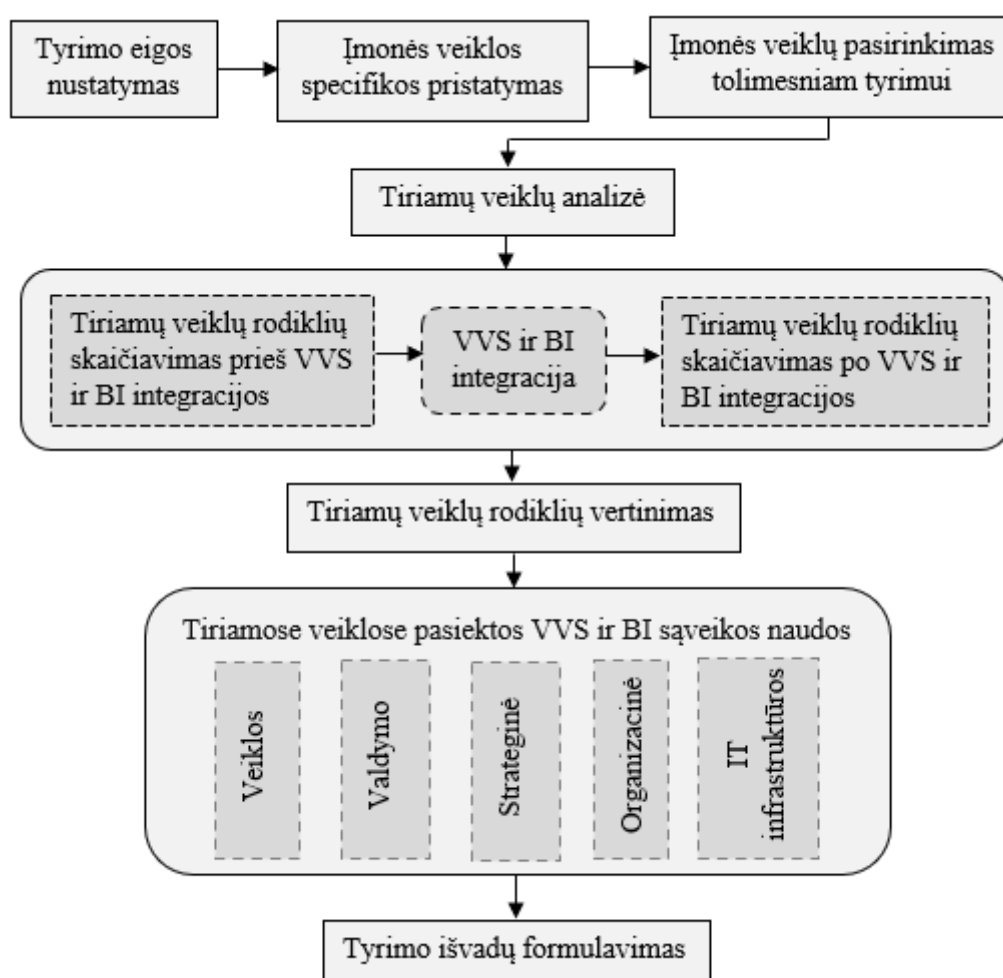 Tyrimo eigos
nustatymas
Įmonės veiklos
specifikos pristatymas
Įmonės veiklų pasirinkimas
tolimesniam tyrimui
Tiriamų veiklų analizė
Tiriamų veiklų rodiklių
skaičiavimas prieš VVS
ir BI integracijos
VVS ir BI
integracija
Tiriamų veiklų rodiklių
skaičiavimas po VVS ir
BI integracijos
Tiriamų veiklų rodiklių vertinimas
Tiriamose veiklose pasiektos VVS ir BI sąveikos naudos
Veiklos
Valdymo
Strateginė
Organizacinė
IT
infrastruktūros
Tyrimo išvadų formulavimas